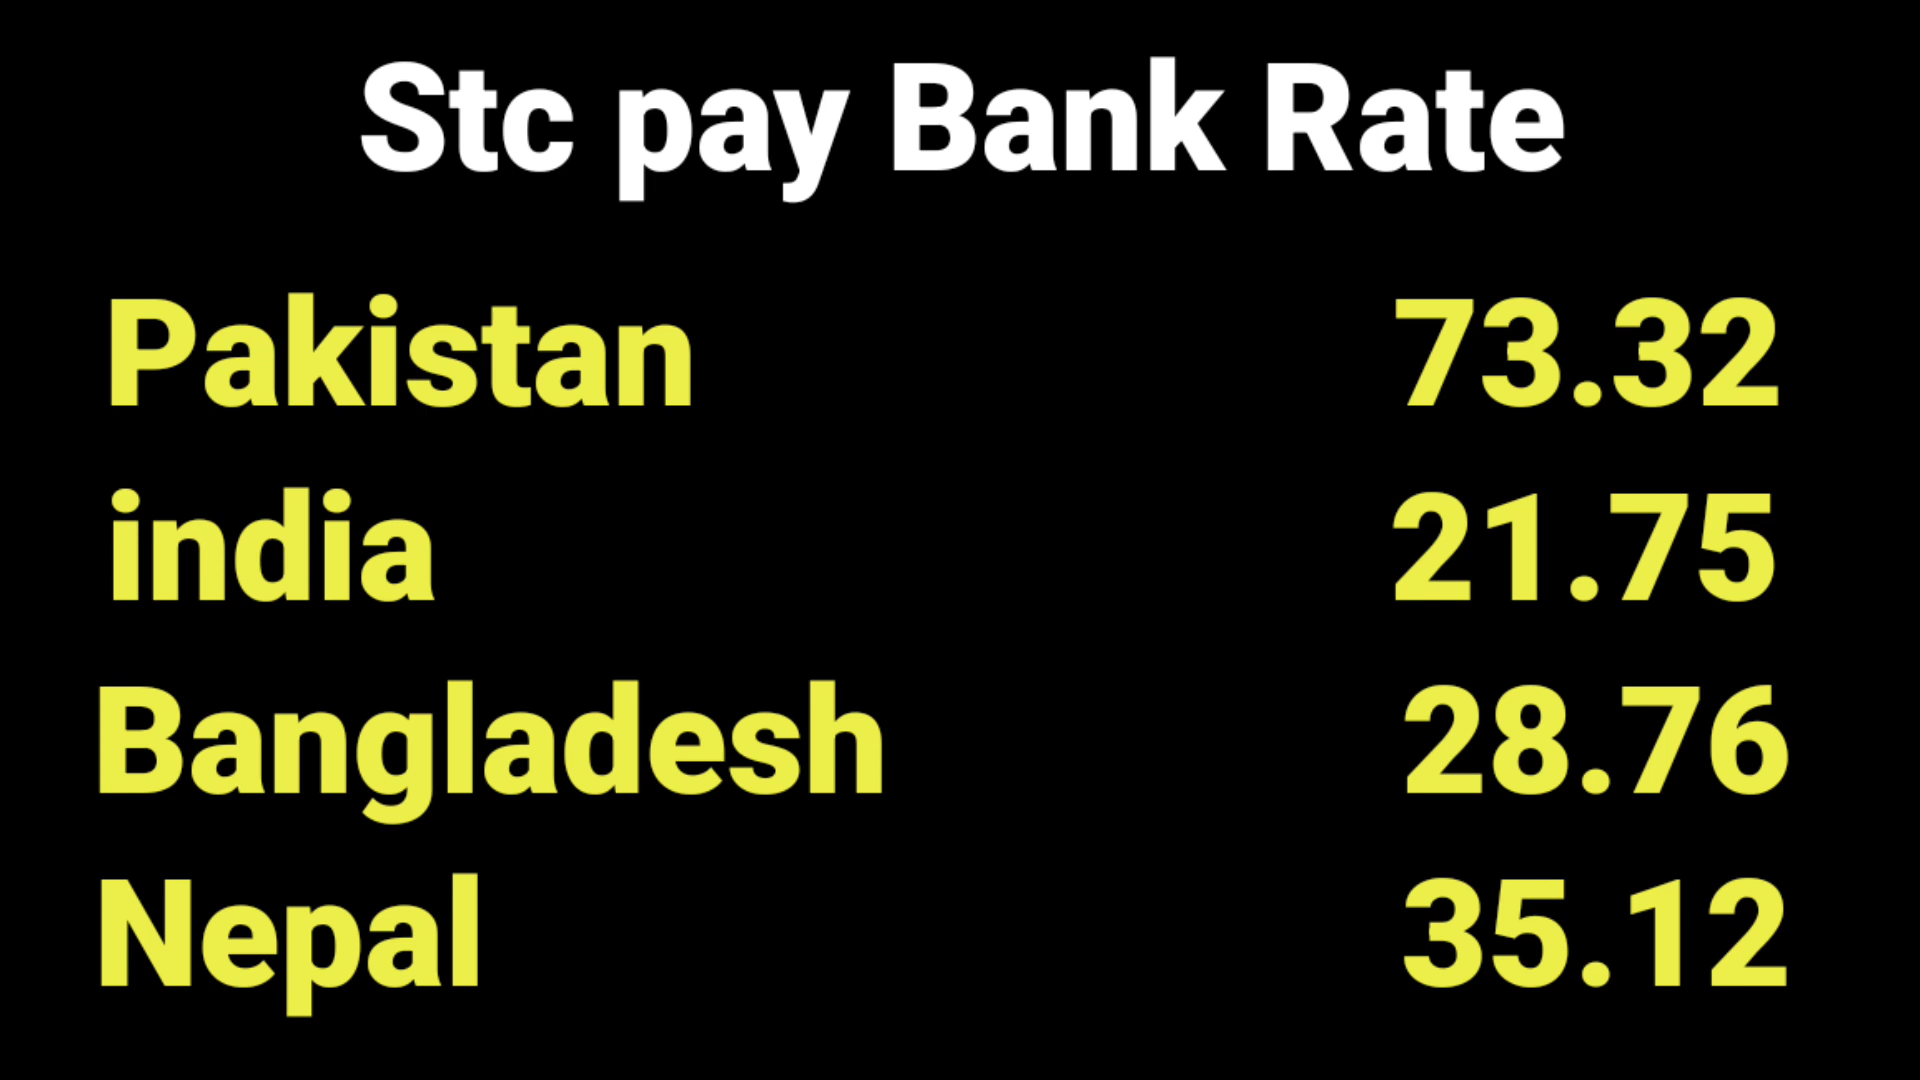 Stc pay Bank Rate
Pakistan 73.32
india 21.75
Bangladesh 28.76
Nepal 35.12